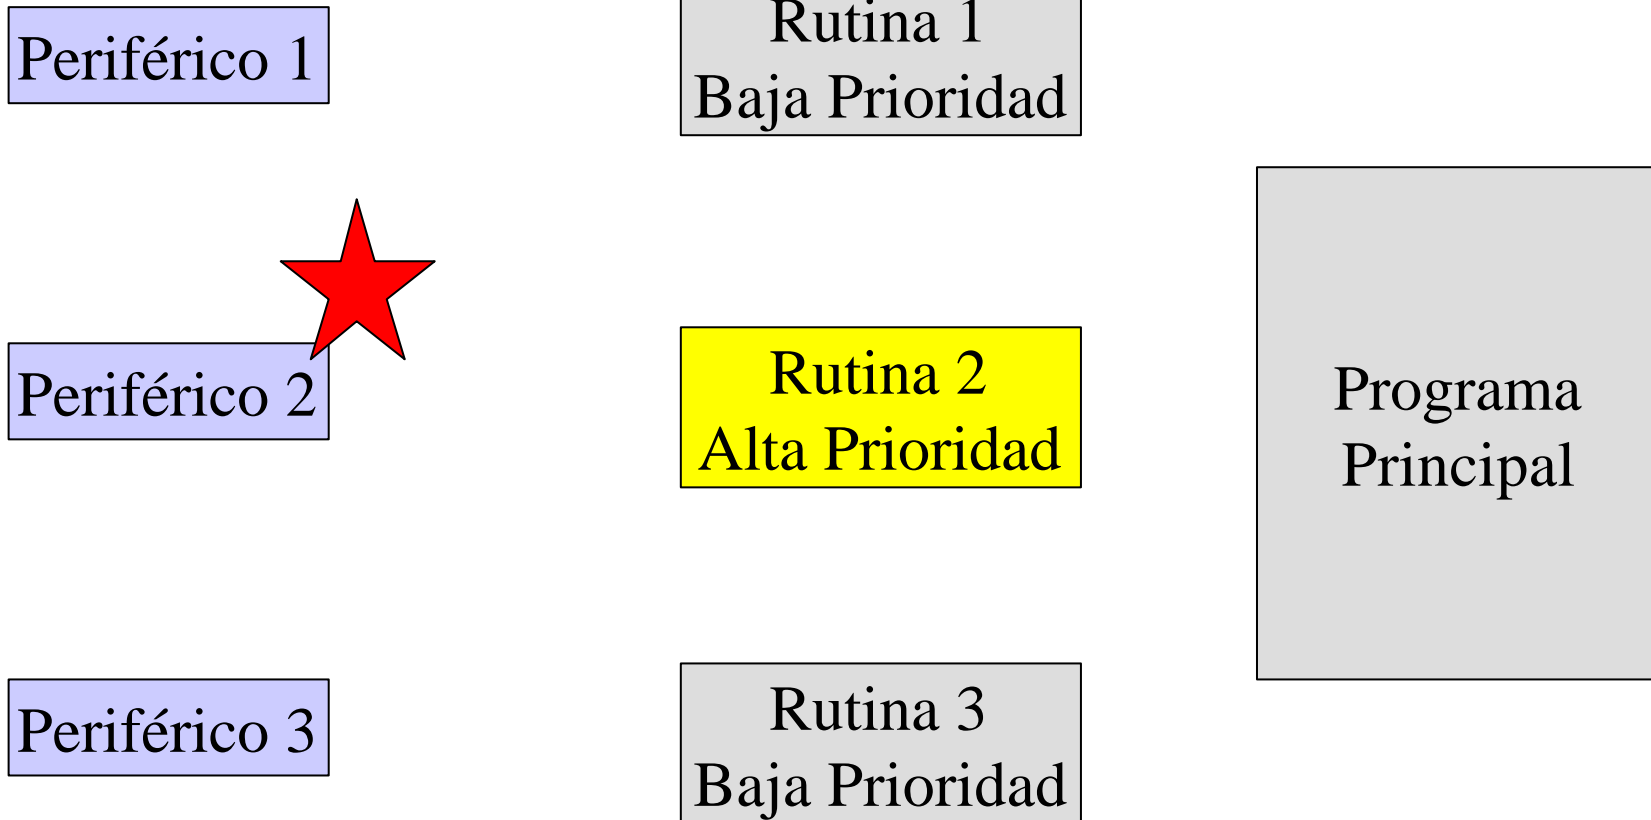 Periférico 1
Rutina 1
Baja Prioridad
Periférico 2
Rutina 2
Alta Prioridad
Programa
Principal
Periférico 3
Rutina 3
Baja Prioridad